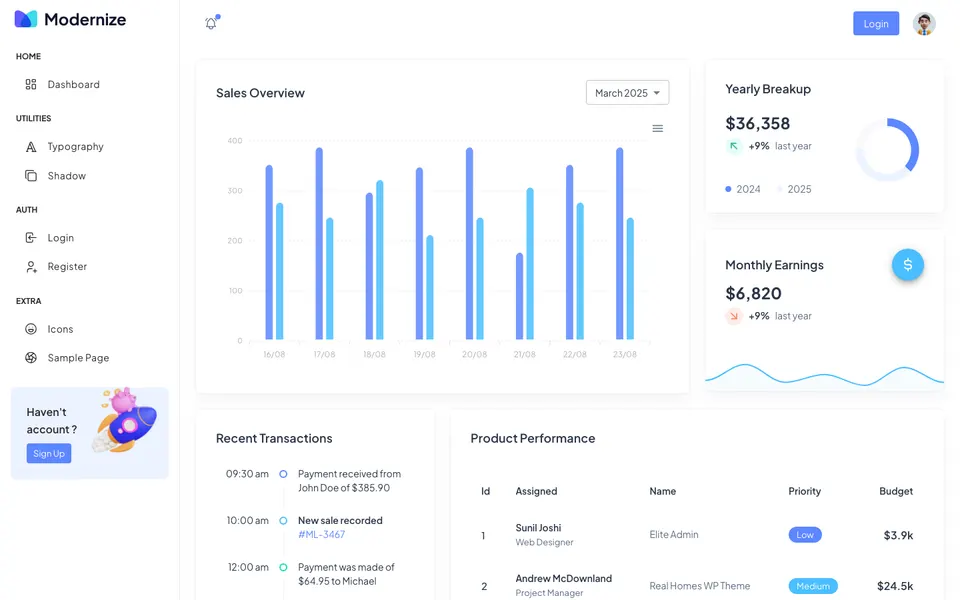 Modernize
HOME
Dashboard
UTILITIES
Typography
Shadow
AUTH
Login
Register
EXTRA
Icons
Sample Page
Haven't
account ?
Sign Up
Login
Sales Overview
March 2025
400
300
200
100
0
16/08 17/08 18/08 19/08 20/08 21/08 22/08 23/08
Yearly Breakup
$36,358
+9% last year
2024 2025
Monthly Earnings
$
$6,820
+9% last year
Recent Transactions
09:30 am Payment received from
John Doe of $385.90
10:00 am New sale recorded
#ML-3467
12:00 am Payment was made of
$64.95 to Michael
Product Performance
Id Assigned Name Priority Budget
1 Sunil Joshi Elite Admin Low $3.9k
Web Designer
2 Andrew McDownland Real Homes WP Theme Medium $24.5k
Project Manager